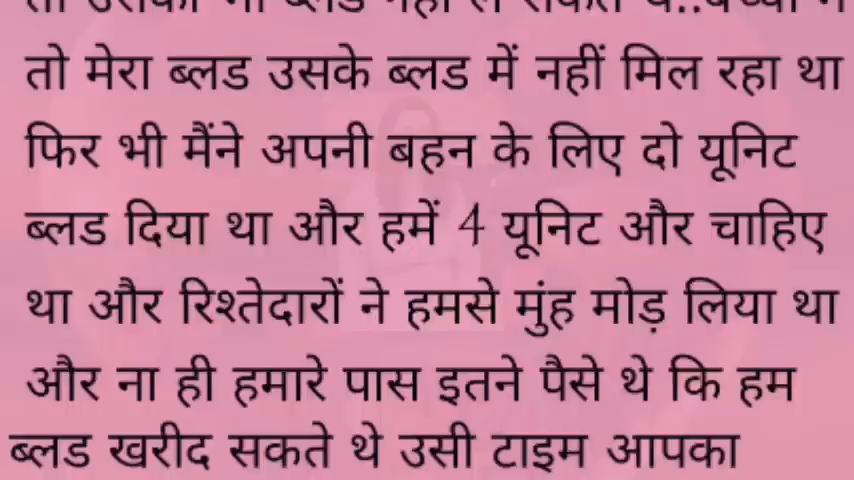 तो मेरा ब्लड उसके ब्लड में नहीं मिल रहा था
फिर भी मैंने अपनी बहन के लिए दो यूनिट
ब्लड दिया था और हमें 4 यूनिट और चाहिए
था और रिश्तेदारों ने हमसे मुंह मोड़ लिया था
और ना ही हमारे पास इतने पैसे थे कि हम
ब्लड खरीद सकते थे उसी टाइम आपका